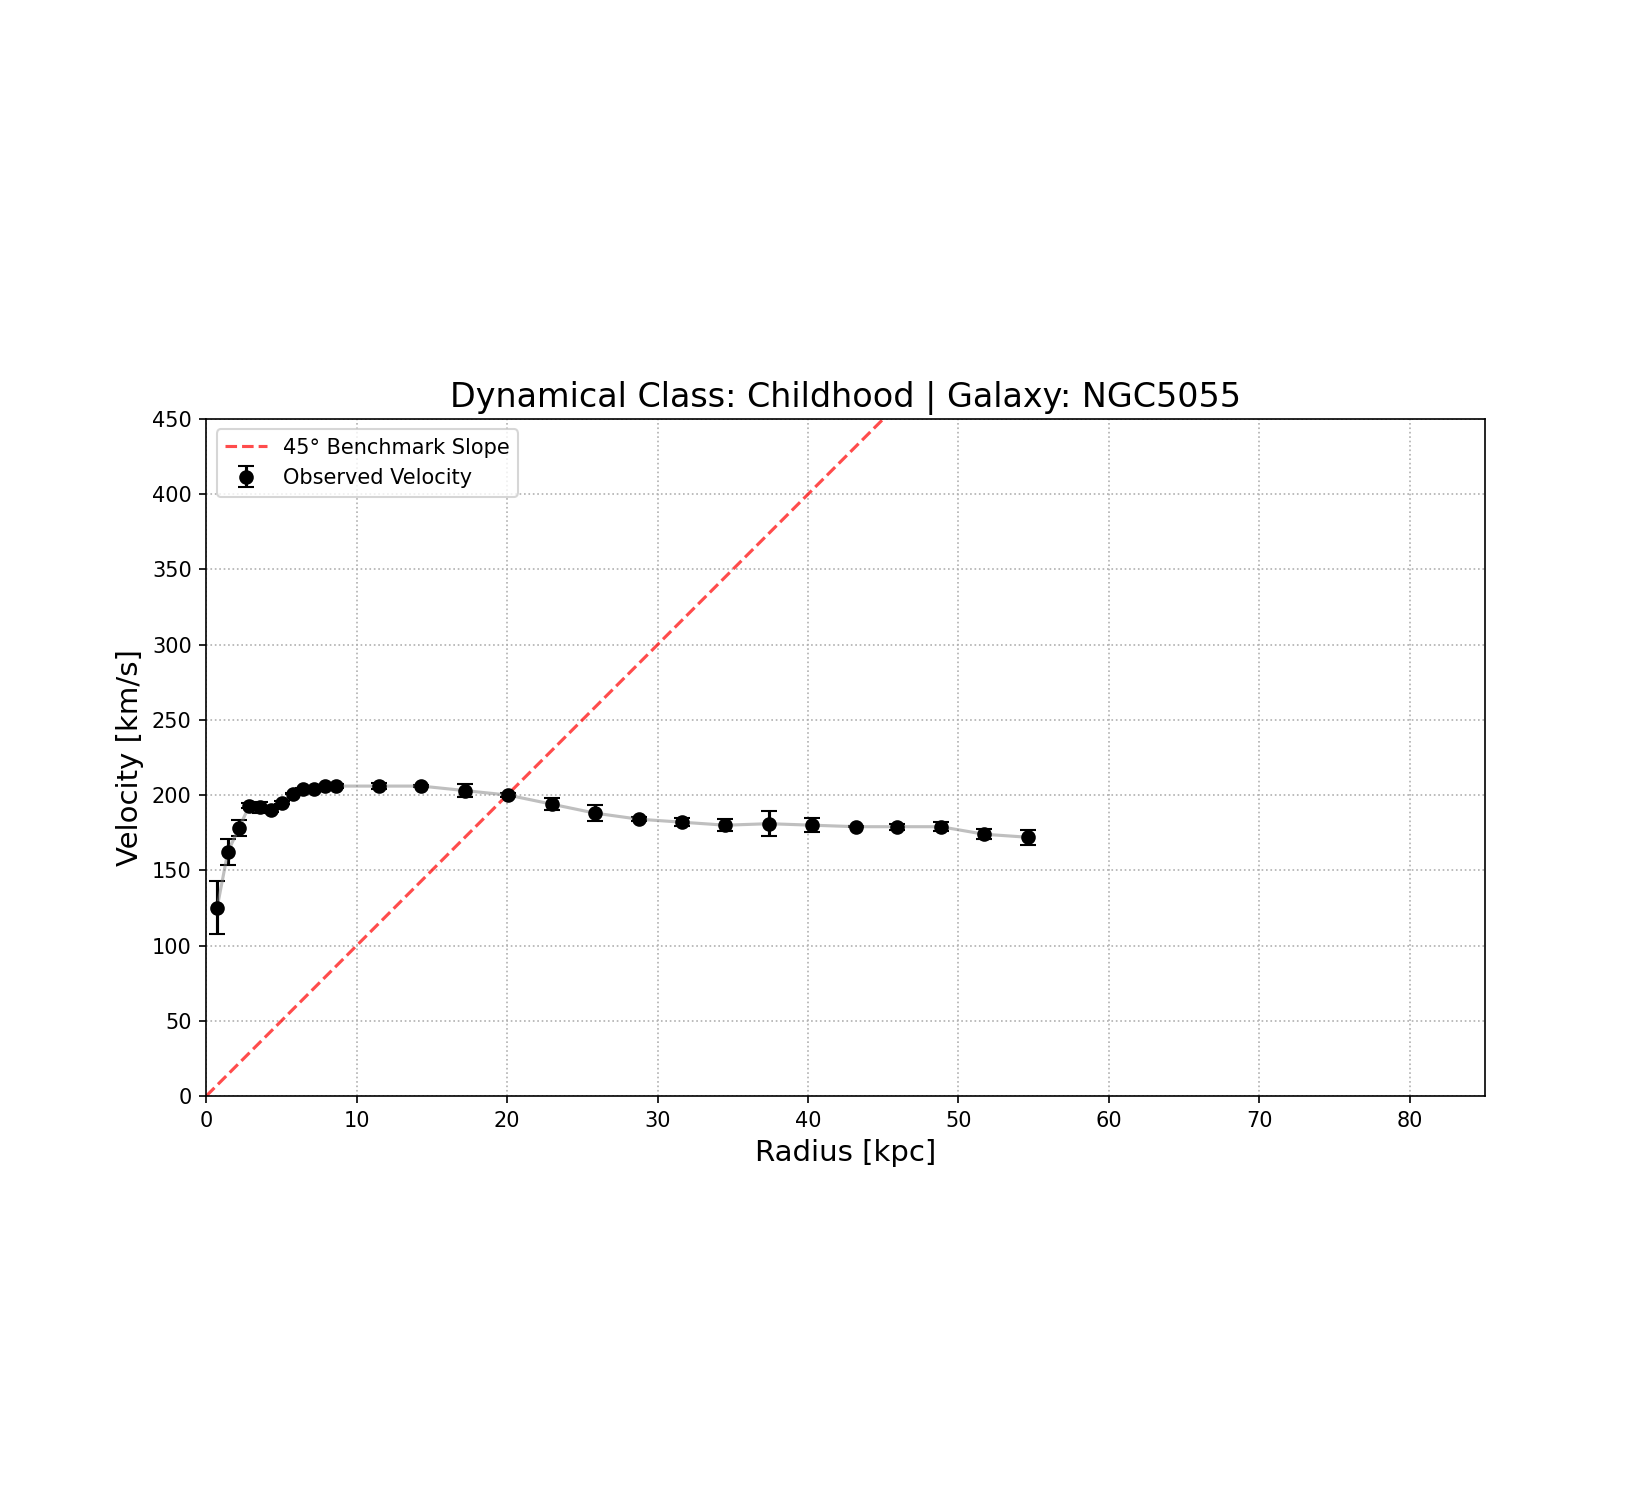 Dynamical Class: Childhood | Galaxy: NGC5055
45° Benchmark Slope
Observed Velocity
450
400
350
300
250
200
150
100
50
0
Velocity [km/s]
0 10 20 30 40 50 60 70 80
Radius [kpc]